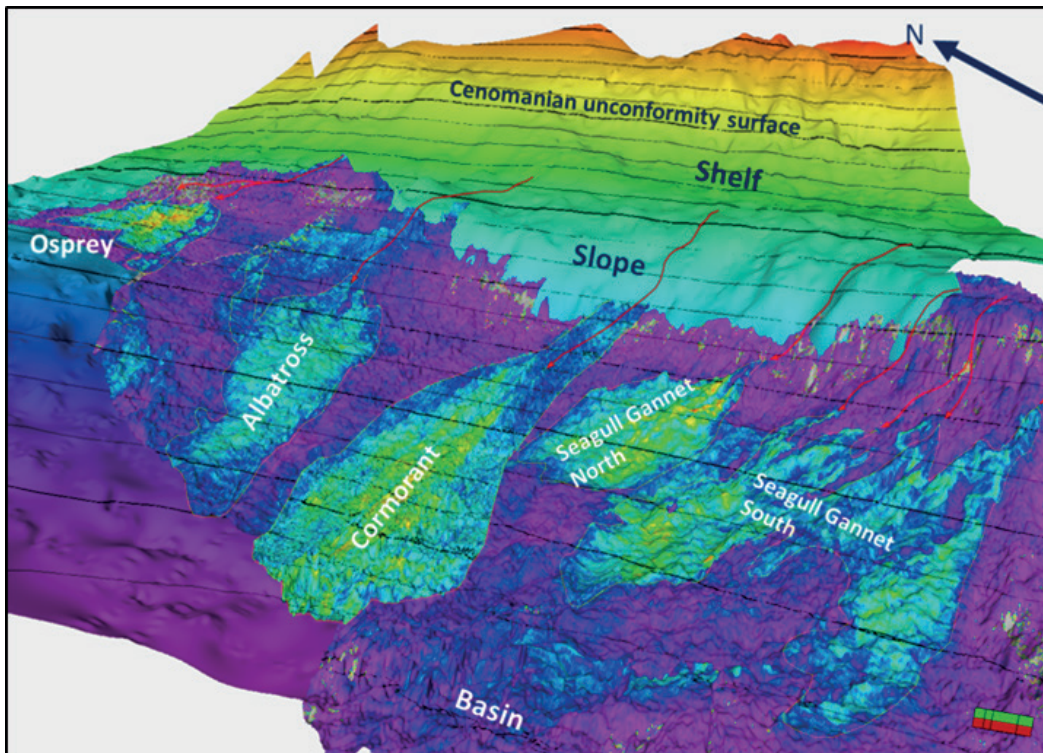 N
Cenomanian unconformity surface
Shelf
Slope
Osprey
Albatross
Cormorant
Seagull Gannet
North
Seagull Gannet
South
Basin